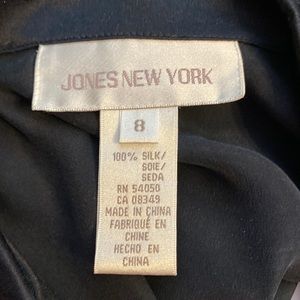 JONES NEW YORK
8
100% SILK/
SOIE/
SEDA
RN 54050
CA 08349
MADE IN CHINA
FABRIQUÉ EN
CHINE
HECHO EN
CHINA